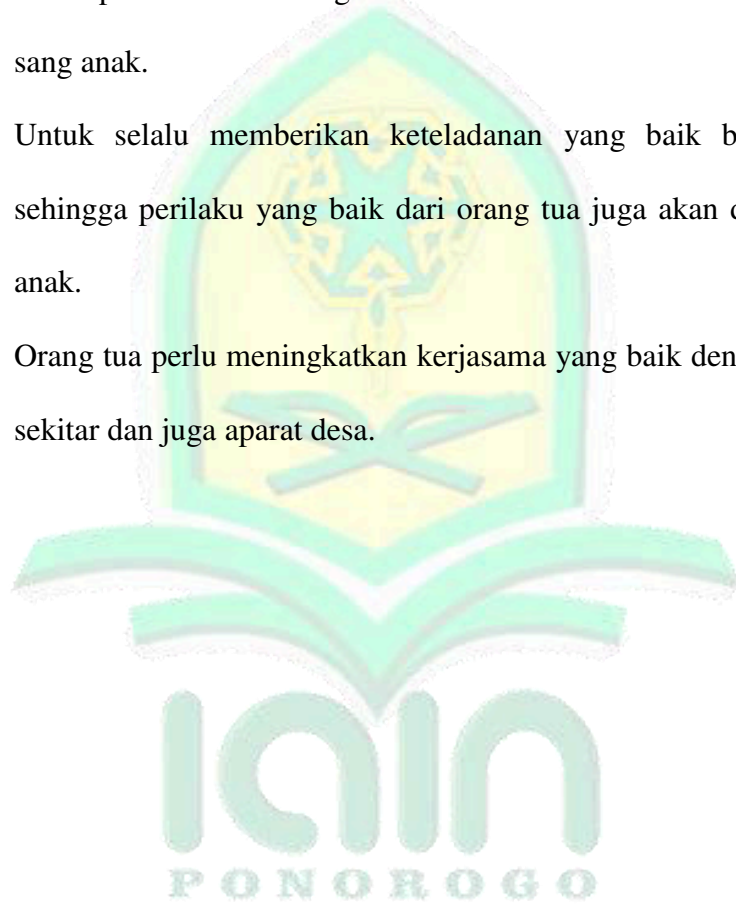 sang anak.
Untuk selalu memberikan keteladanan yang baik
sehingga perilaku yang baik dari orang tua juga akan
anak.
Orang tua perlu meningkatkan kerjasama yang baik
sekitar dan juga aparat desa.
iain
PONOROGO